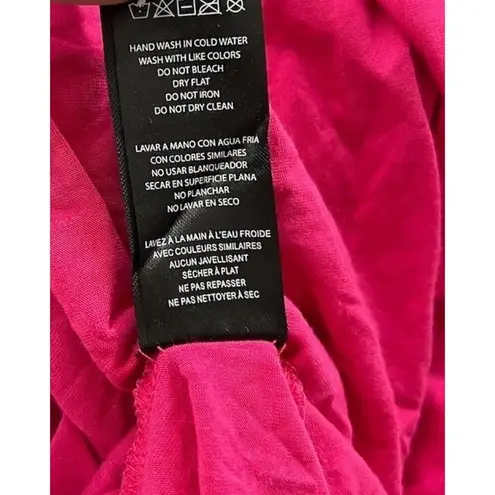 HAND WASH IN COLD WATER
WASH WITH LIKE COLORS
DO NOT BLEACH
DRY FLAT
DO NOT IRON
DO NOT DRY CLEAN
LAVAR A MANO CON AGUA FRIA
CON COLORES SIMILARES
NO USAR BLANQUEADOR
SECAR EN SUPERFICIE PLANA
NO PLANCHAR
NO LAVAR EN SECO
LAVEZ À LA MAIN À L'EAU FROIDE
AVEC COULEURS SIMILAIRES
AUCUN JAVELLISANT
SÈCHER À PLAT
NE PAS REPASSER
NE PAS NETTOYER À SEC